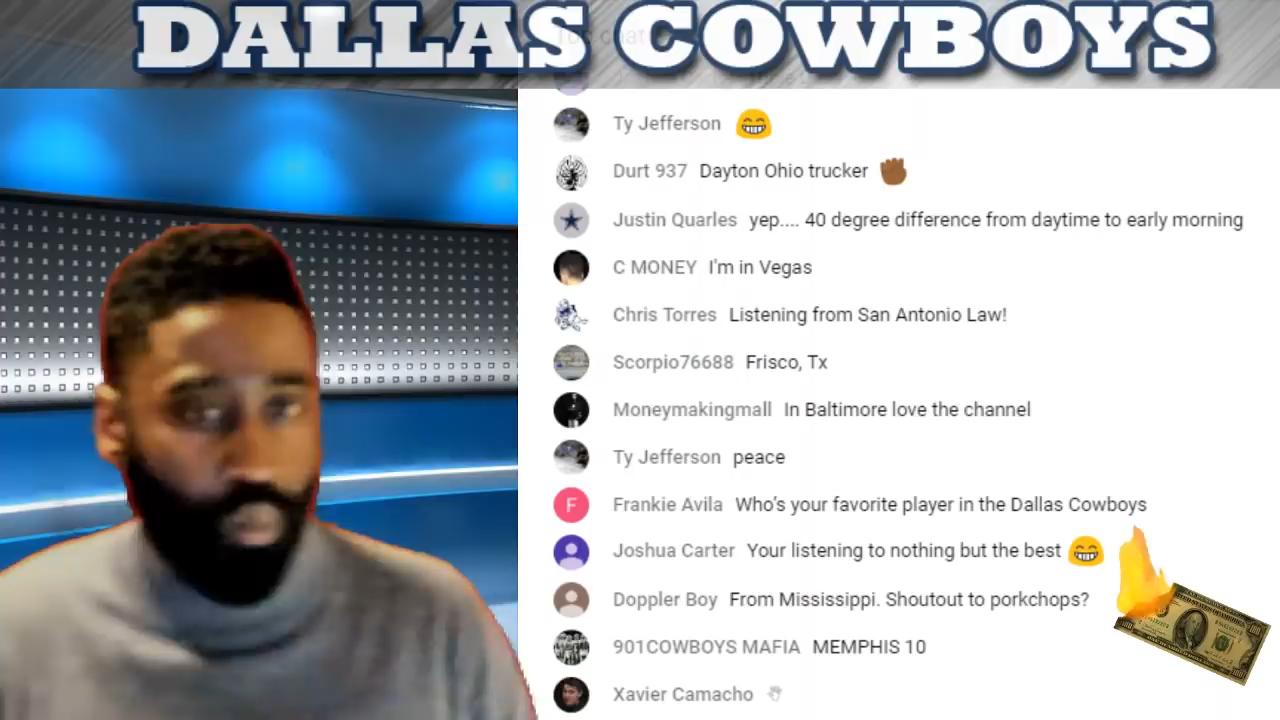 DALLAS COWBOYS
Top chat
Ty Jefferson 😁
Durt 937 Dayton Ohio trucker ✊🏾
Justin Quarles yep.... 40 degree difference from daytime to early morning
C MONEY I'm in Vegas
Chris Torres Listening from San Antonio Law!
Scorpio76688 Frisco, Tx
Moneymakingmall In Baltimore love the channel
Ty Jefferson peace
Frankie Avila Who's your favorite player in the Dallas Cowboys
F
Joshua Carter Your listening to nothing but the best 😁
Doppler Boy From Mississippi. Shoutout to porkchops?
901COWBOYS MAFIA MEMPHIS 10
Xavier Camacho